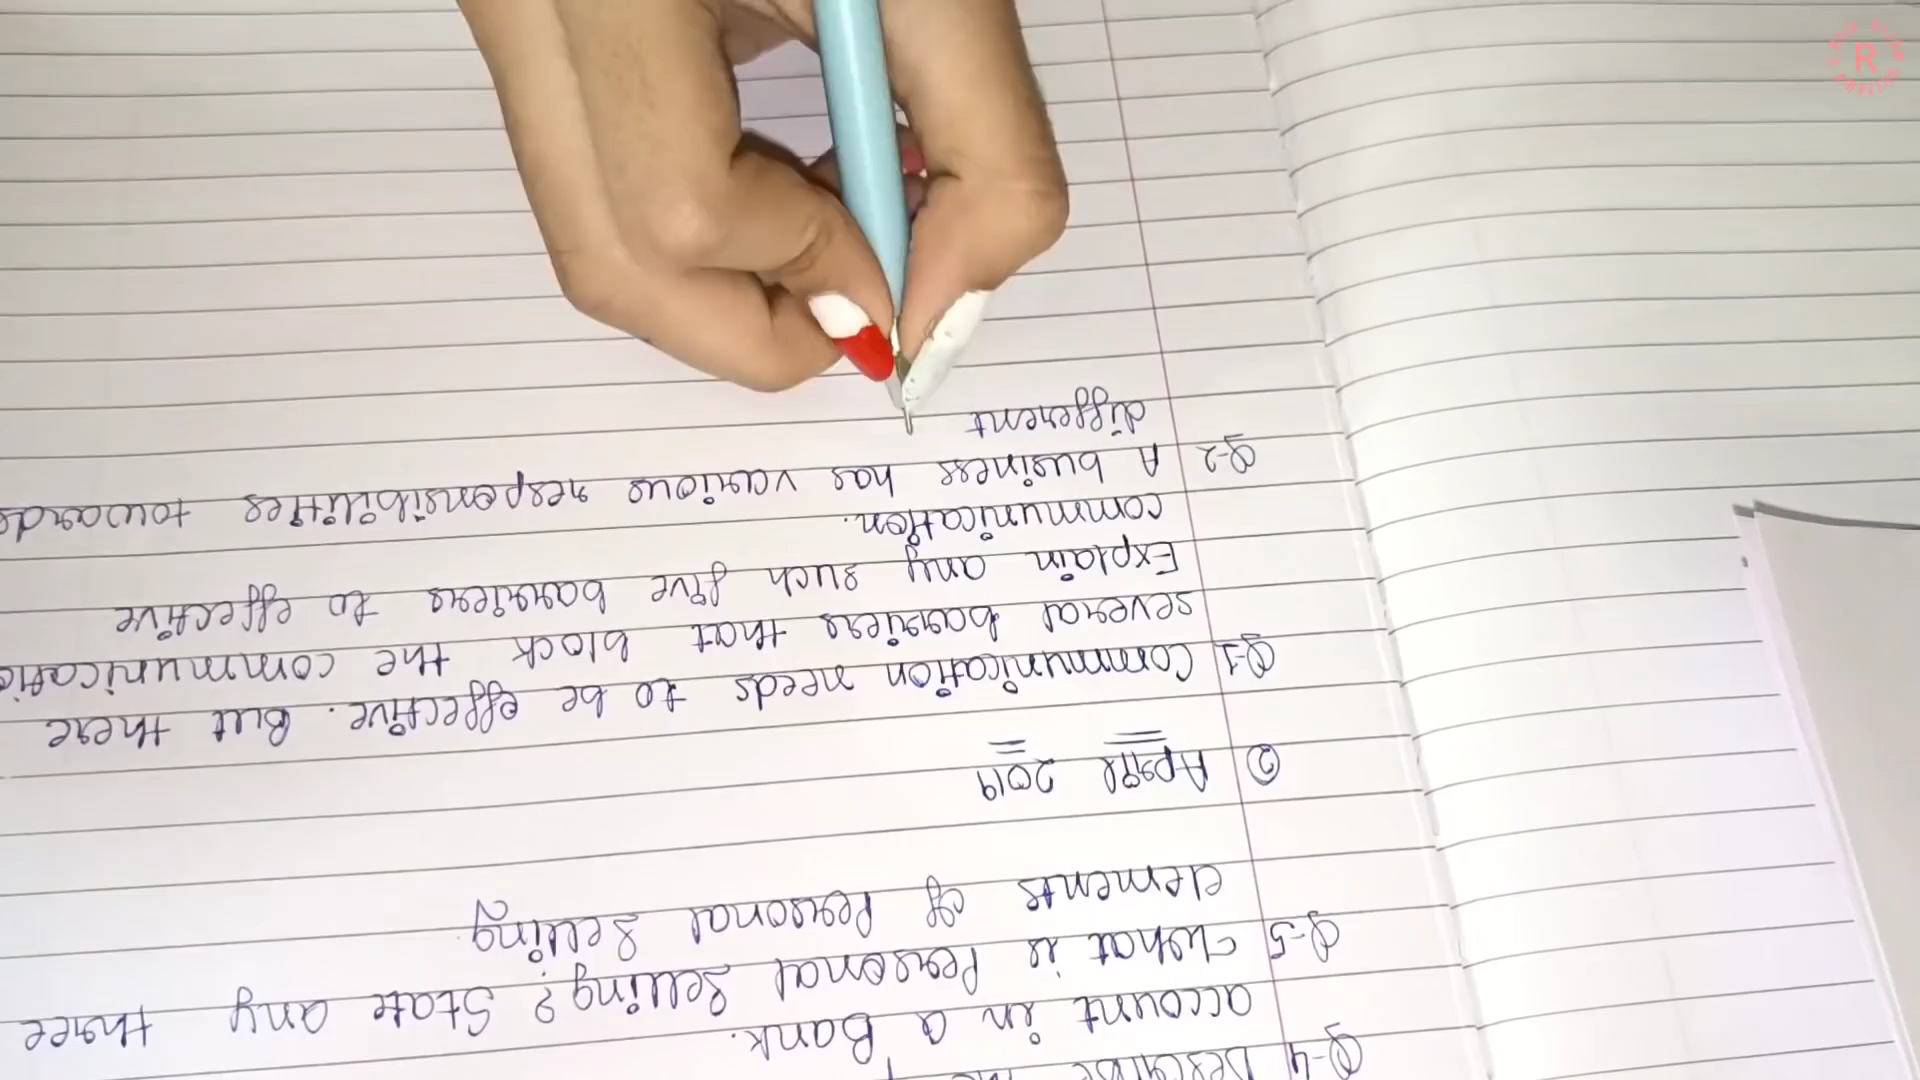 Q-4 Describe the
account in a Bank.
Q-5 What is Personal Selling? State any three
elements of Personal Selling.
② April 2019
Q-1 Communication needs to be effective. But there
several barriers that block the communicatio
Explain any such five barriers to effective
communication.
Q-2 A business has various responsibilities towards
different
R